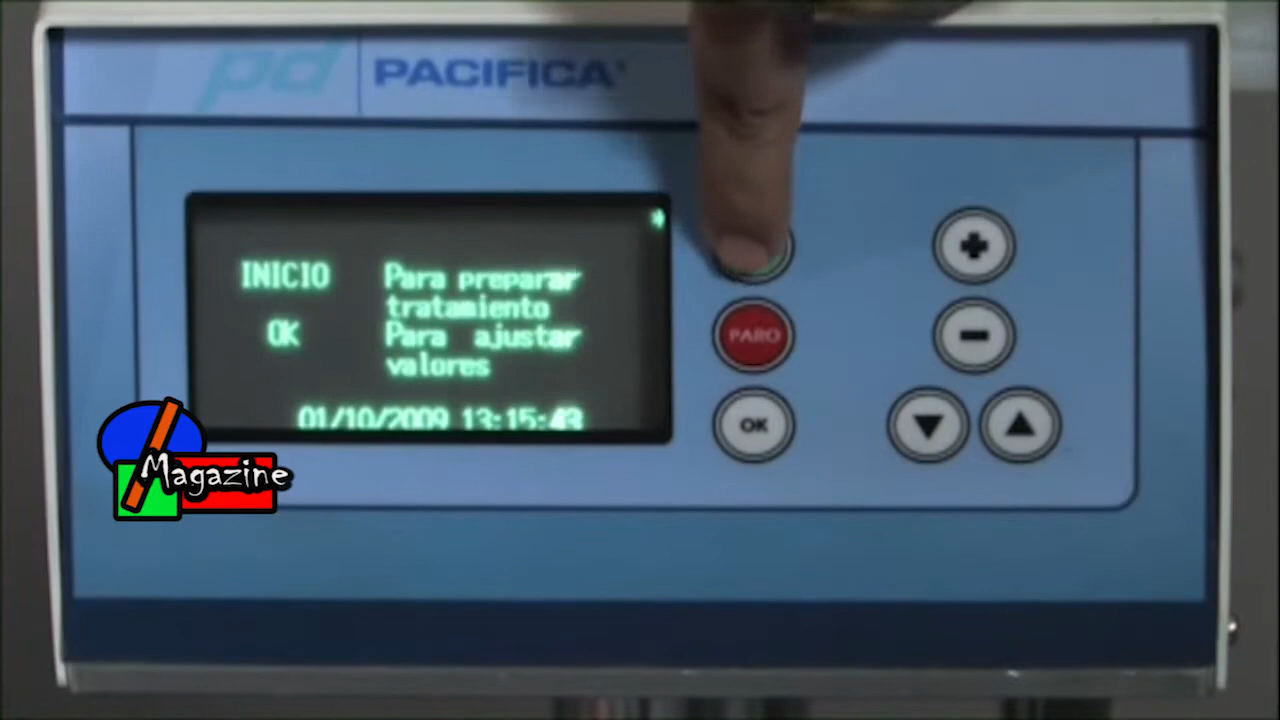 pd PACIFICA
INICIO Para preparar
tratamiento
OK Para ajustar
valores
01/10/2009 13:15:43
PARO
OK
Magazine